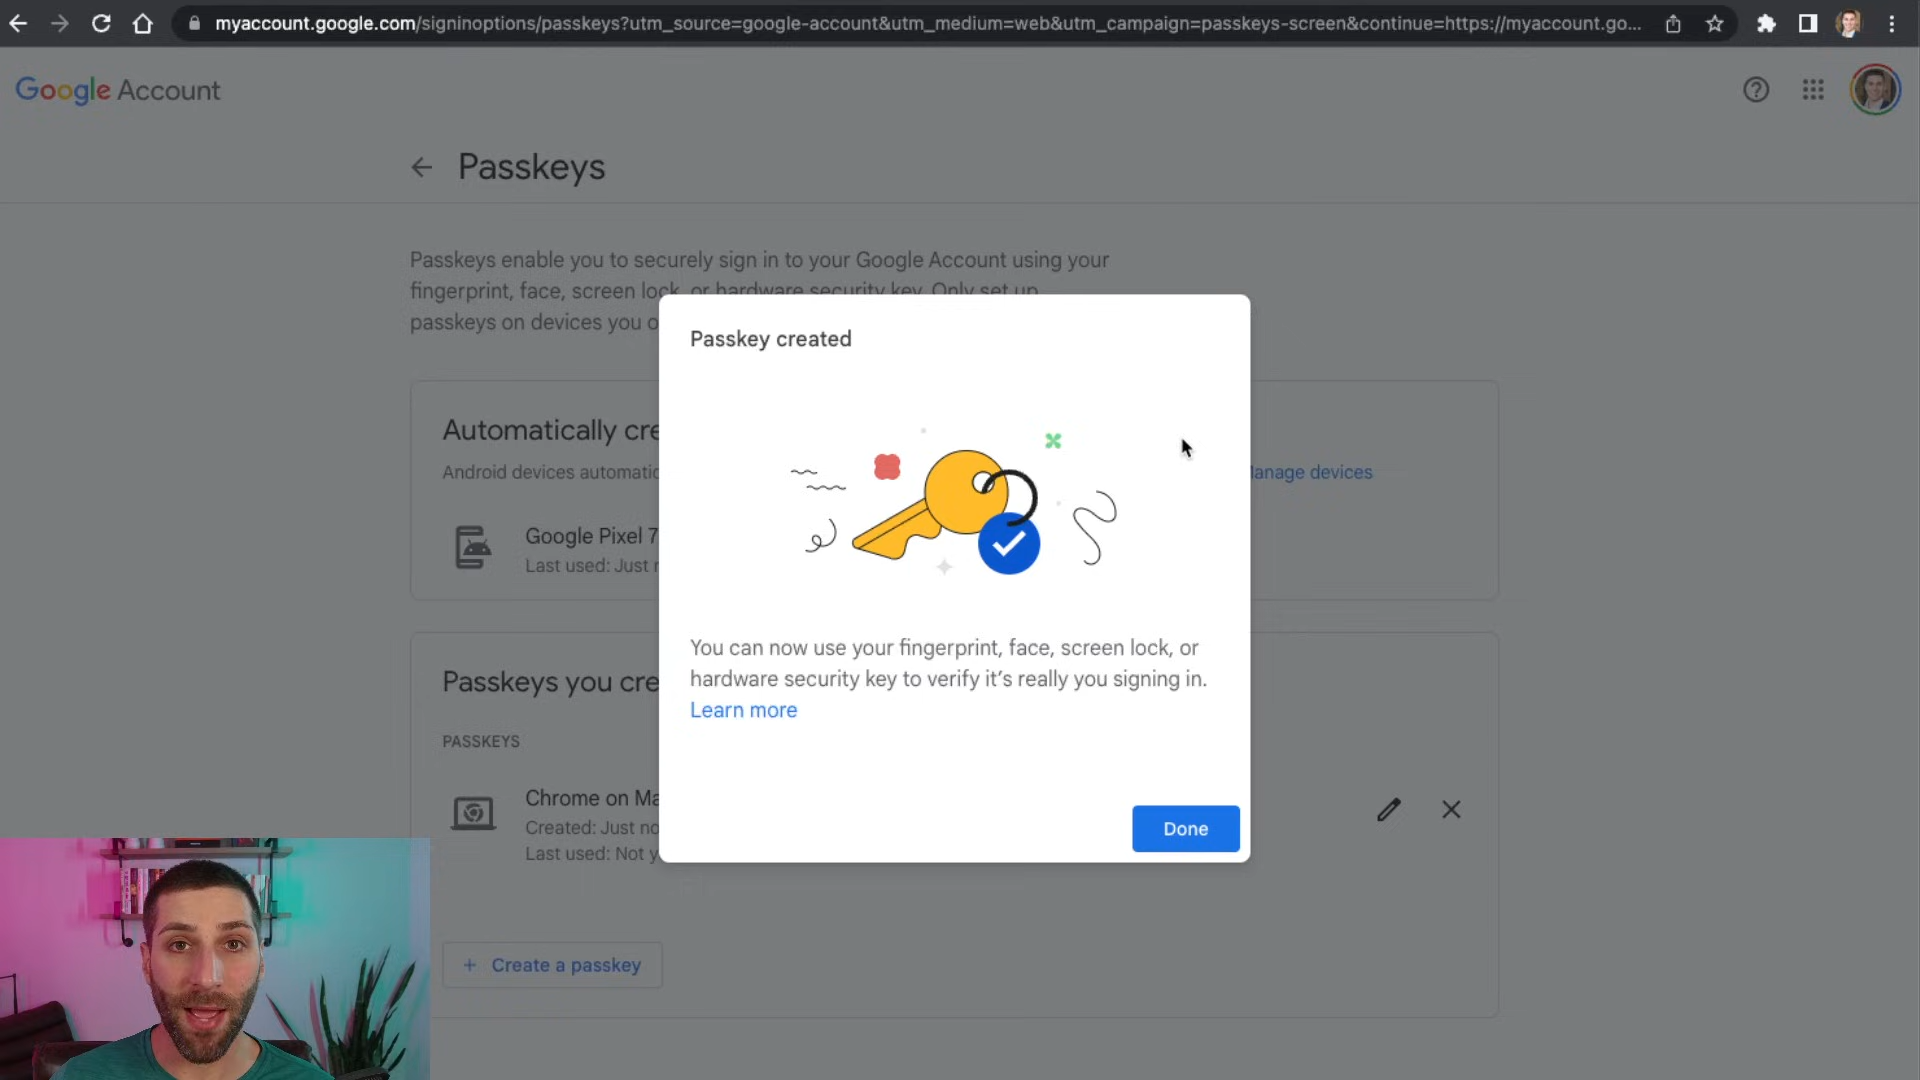 myaccount.google.com/signinoptions/passkeys?utm_source=google-account&utm_medium=web&utm_campaign=passkeys-screen&continue=https://myaccount.go...
Google Account
Passkeys
Passkeys enable you to securely sign in to your Google Account using your
fingerprint, face, screen lock, or hardware security key. Only set up
passkeys on devices you o
Passkey created
Automatically cre
Android devices automatic
Manage devices
Google Pixel 7
Last used: Just
You can now use your fingerprint, face, screen lock, or
hardware security key to verify it's really you signing in.
Learn more
Passkeys you cre
PASSKEYS
Chrome on Ma
Created: Just no
Last used: Not y
Done
+ Create a passkey